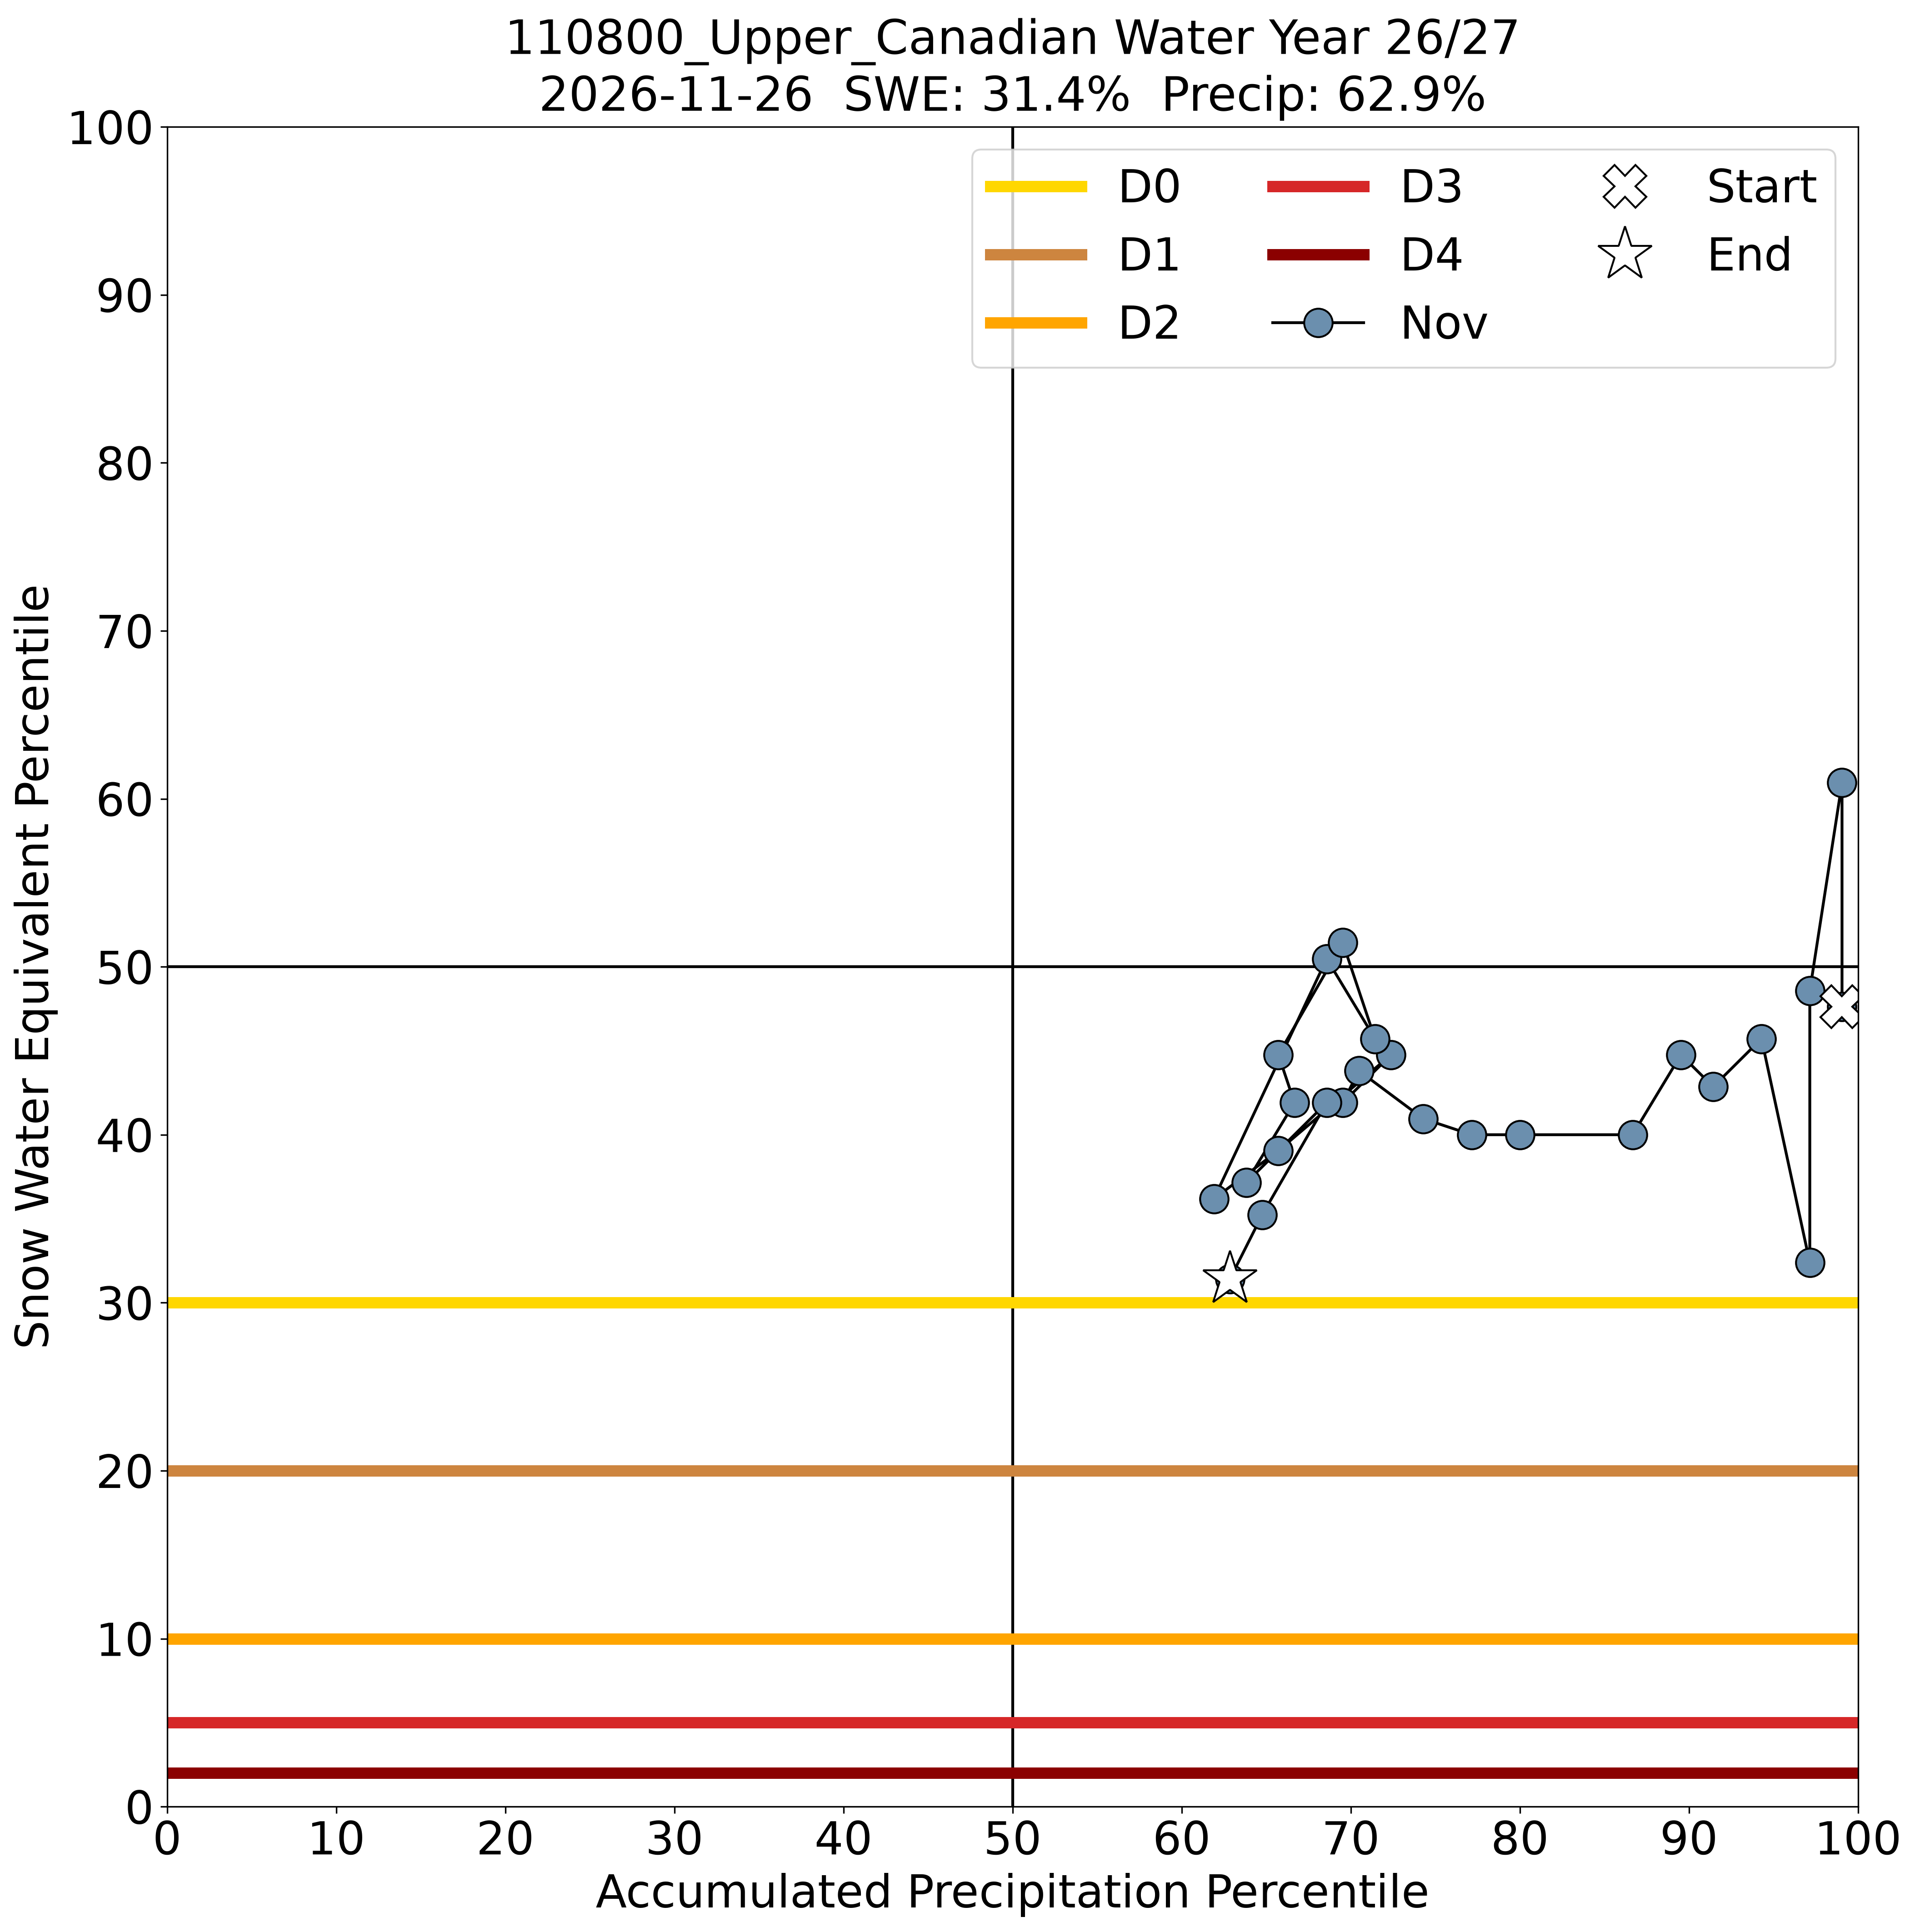 110800_Upper_Canadian Water Year 26/27
2026-11-26  SWE: 31.4%  Precip: 62.9%
D0
D1
D2
D3
D4
Nov
Start
End
Snow Water Equivalent Percentile
100
90
80
70
60
50
40
30
20
10
0
0 10 20 30 40 50 60 70 80 90 100
Accumulated Precipitation Percentile